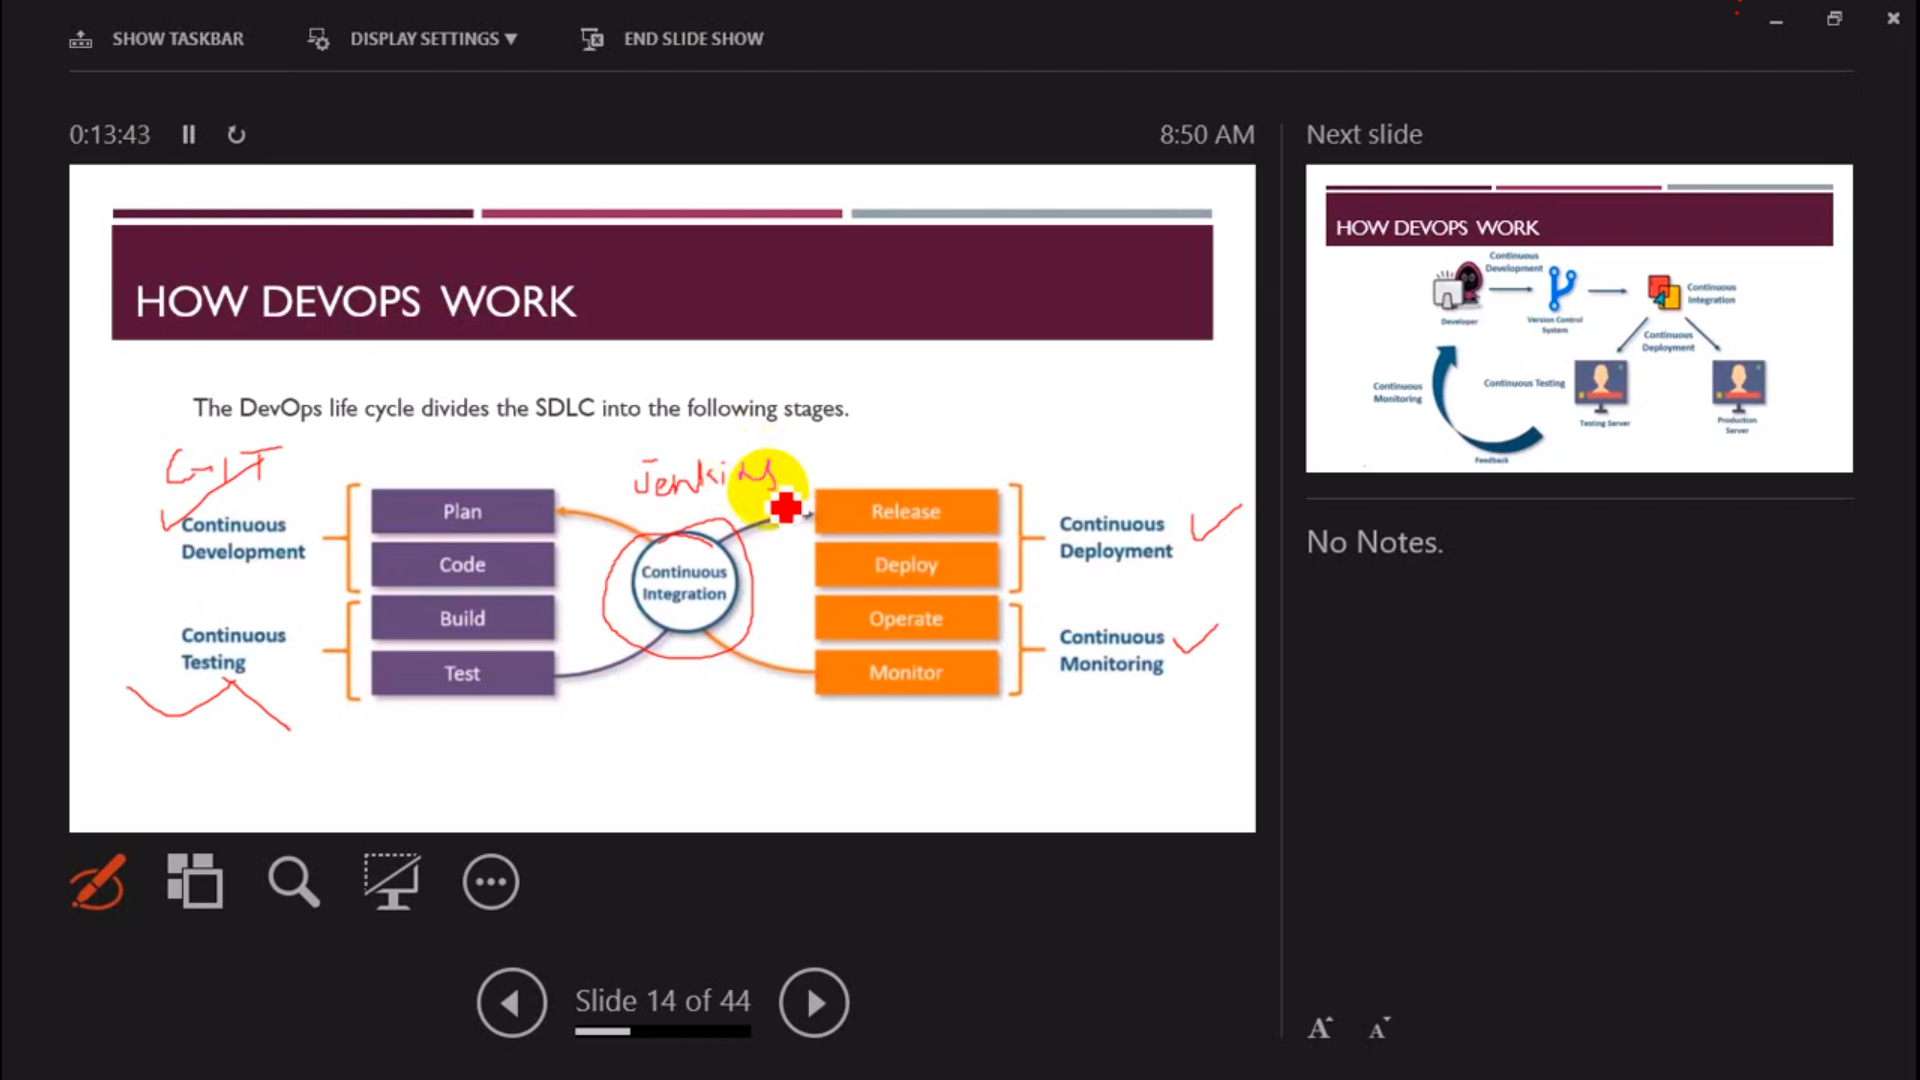 SHOW TASKBAR
DISPLAY SETTINGS
END SLIDE SHOW
0:13:43
8:50 AM
Next slide
HOW DEVOPS WORK
The DevOps life cycle divides the SDLC into the following stages.
GIT
Jenkins
Continuous
Development
Plan
Code
Build
Test
Continuous
Testing
Continuous
Integration
Release
Deploy
Operate
Monitor
Continuous
Deployment
Continuous
Monitoring
HOW DEVOPS WORK
Continuous
Development
Developer
Version Control
System
Continuous
Integration
Continuous
Deployment
Continuous Testing
Continuous
Monitoring
Testing Server
Production
Server
Feedback
No Notes.
Slide 14 of 44
A A